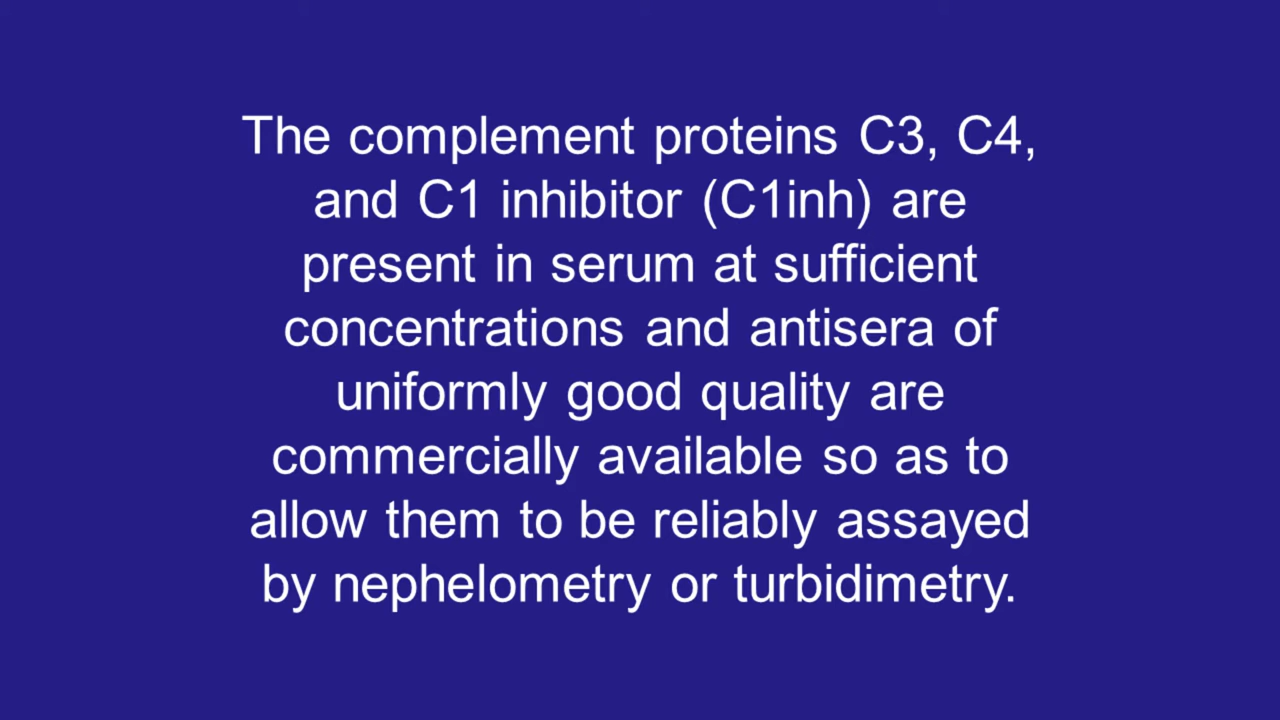 The complement proteins C3, C4,
and C1 inhibitor (C1inh) are
present in serum at sufficient
concentrations and antisera of
uniformly good quality are
commercially available so as to
allow them to be reliably assayed
by nephelometry or turbidimetry.